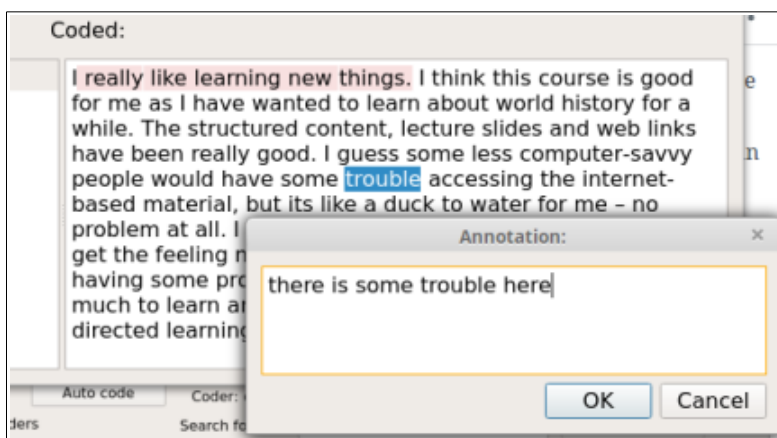 Coded:
I really like learning new things. I think this course is good
for me as I have wanted to learn about world history for a
while. The structured content, lecture slides and web links
have been really good. I guess some less computer-savvy
people would have some trouble accessing the internet-
based material, but its like a duck to water for me – no
problem at all. I
get the feeling
having some
much to learn
directed learning
Annotation:
there is some trouble here
OK Cancel
Auto code Coder:
Search